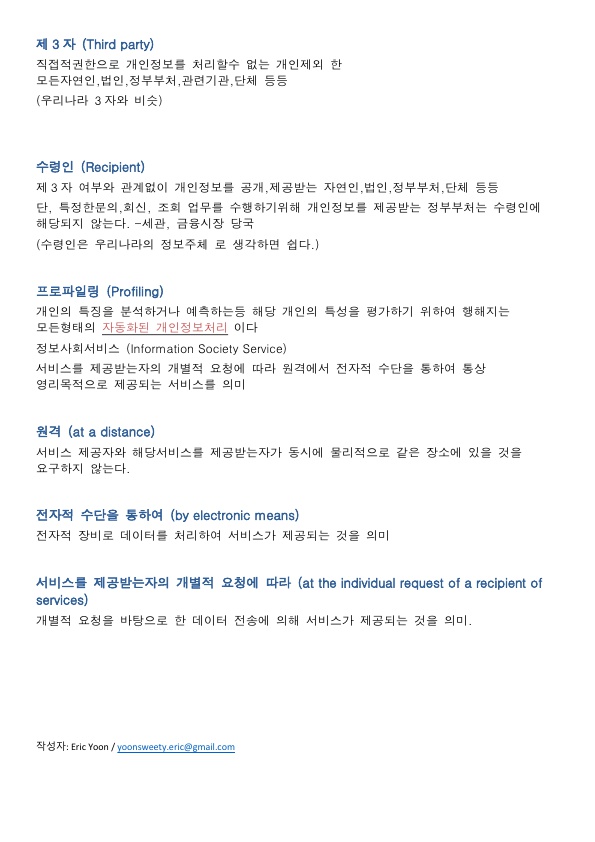 제 3 자 (Third party)
직접적권한으로 개인정보를 처리할수 없는 개인제외 한
모든자연인,법인,정부부처,관련기관,단체 등등
(우리나라 3 자와 비슷)
수령인 (Recipient)
제 3 자 여부와 관계없이 개인정보를 공개,제공받는 자연인,법인,정부부처,단체 등등
단, 특정한문의,회신, 조회 업무를 수행하기위해 개인정보를 제공받는 정부부처는 수령인에
해당되지 않는다. –세관, 금융시장 당국
(수령인은 우리나라의 정보주체 로 생각하면 쉽다.)
프로파일링 (Profiling)
개인의 특징을 분석하거나 예측하는등 해당 개인의 특성을 평가하기 위하여 행해지는
모든형태의 자동화된 개인정보처리 이다
정보사회서비스 (Information Society Service)
서비스를 제공받는자의 개별적 요청에 따라 원격에서 전자적 수단을 통하여 통상
영리목적으로 제공되는 서비스를 의미
원격 (at a distance)
서비스 제공자와 해당서비스를 제공받는자가 동시에 물리적으로 같은 장소에 있을 것을
요구하지 않는다.
전자적 수단을 통하여 (by electronic means)
전자적 장비로 데이터를 처리하여 서비스가 제공되는 것을 의미
서비스를 제공받는자의 개별적 요청에 따라 (at the individual request of a recipient of
services)
개별적 요청을 바탕으로 한 데이터 전송에 의해 서비스가 제공되는 것을 의미.
작성자: Eric Yoon / yoonsweety.eric@gmail.com